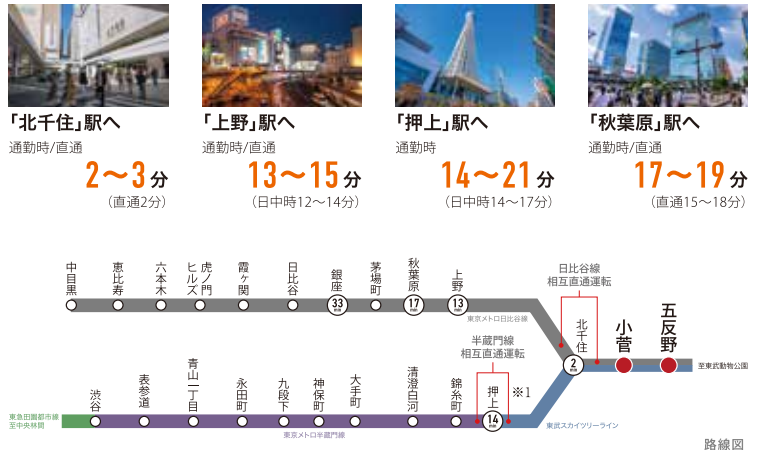 「北千住」駅へ
通勤時/直通
2〜3分
（直通2分）
「上野」駅へ
通勤時/直通
13〜15分
（日中時12〜14分）
「押上」駅へ
通勤時
14〜21分
（日中時14〜17分）
「秋葉原」駅へ
通勤時/直通
17〜19分
（直通15〜18分）
日比谷線
相互直通運転
中目黒
恵比寿
六本木
虎ノ門
ヒルズ
霞ケ関
日比谷
銀座
33
min
茅場町
秋葉原
17
min
上野
13
min
東京メトロ日比谷線
北千住
2
min
小菅
五反野
至東武動物公園
半蔵門線
相互直通運転
東急田園都市線
至中央林間
渋谷
表参道
青山一丁目
永田町
九段下
神保町
大手町
清澄白河
錦糸町
押上
14
min
※1
東京メトロ半蔵門線
東武スカイツリーライン
路線図